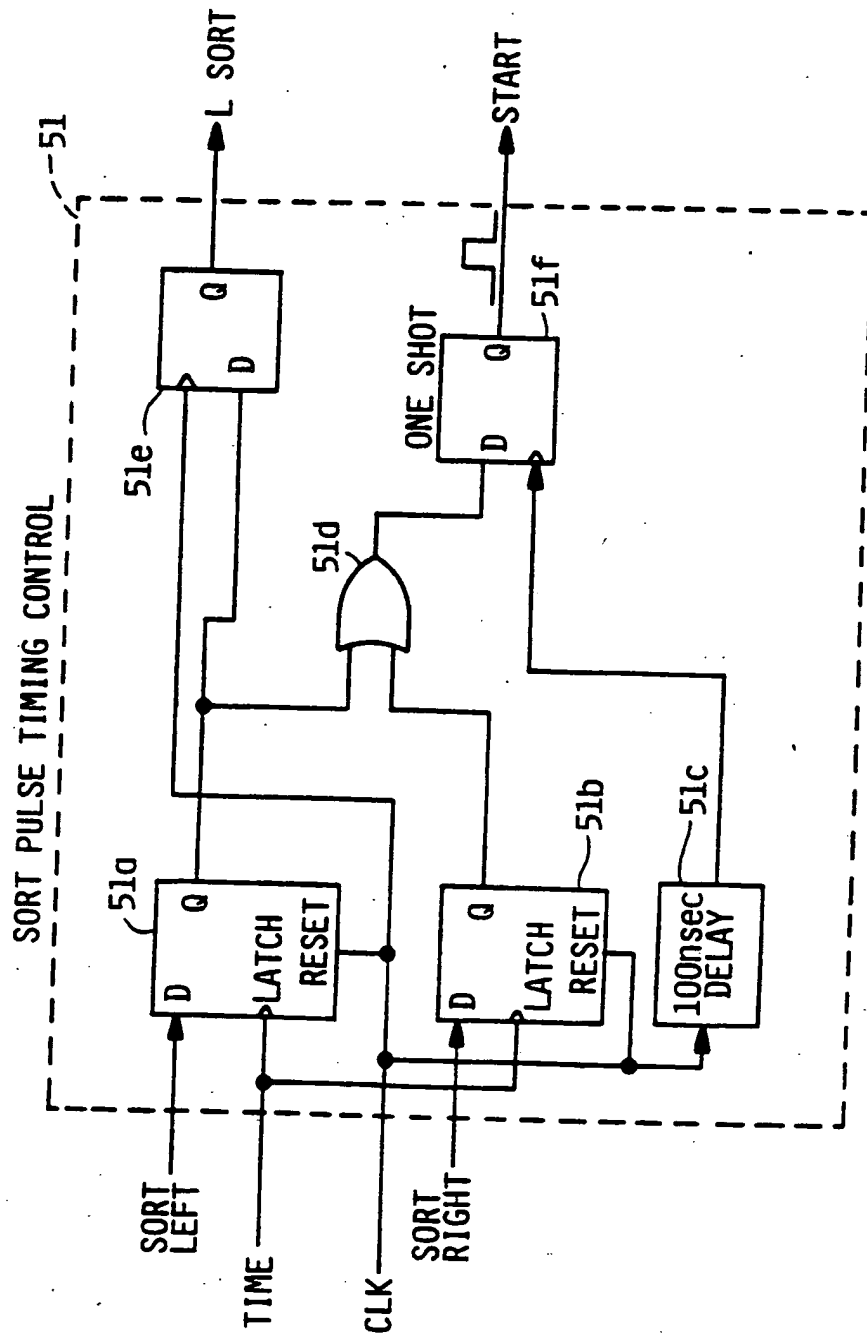 SORT PULSE TIMING CONTROL
51
SORT
LEFT
TIME
CLK
SORT
RIGHT
51a
D
Q
LATCH
RESET
51b
D
Q
LATCH
RESET
51c
100nsec
DELAY
51d
51e
D
Q
L SORT
ONE SHOT
D
Q
51f
START